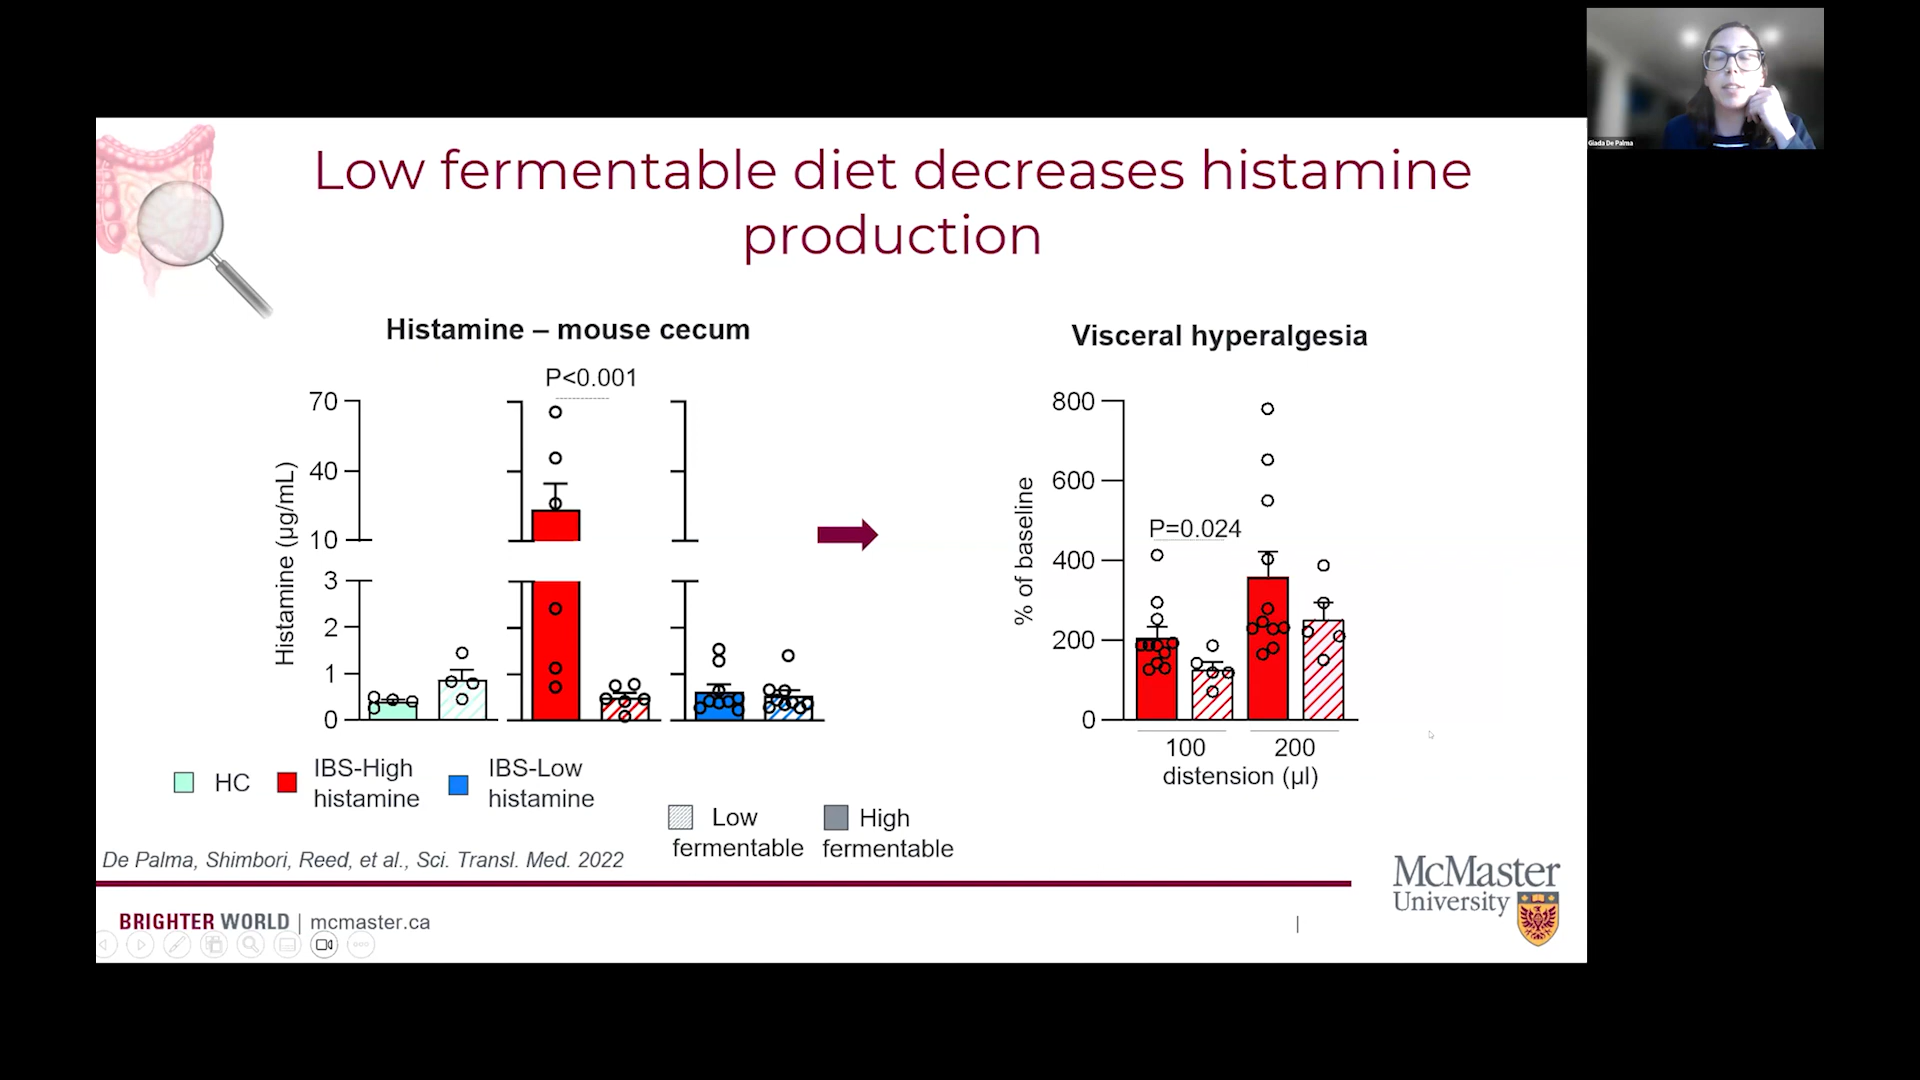 Giada De Palma
Low fermentable diet decreases histamine
production
Histamine – mouse cecum
P<0.001
Histamine (µg/mL)
70
40
10
3
2
1
0
Visceral hyperalgesia
P=0.024
% of baseline
800
600
400
200
0
100
200
distension (µl)
HC
IBS-High
histamine
IBS-Low
histamine
Low
fermentable
High
fermentable
De Palma, Shimbori, Reed, et al., Sci. Transl. Med. 2022
BRIGHTER WORLD | mcmaster.ca
McMaster
University